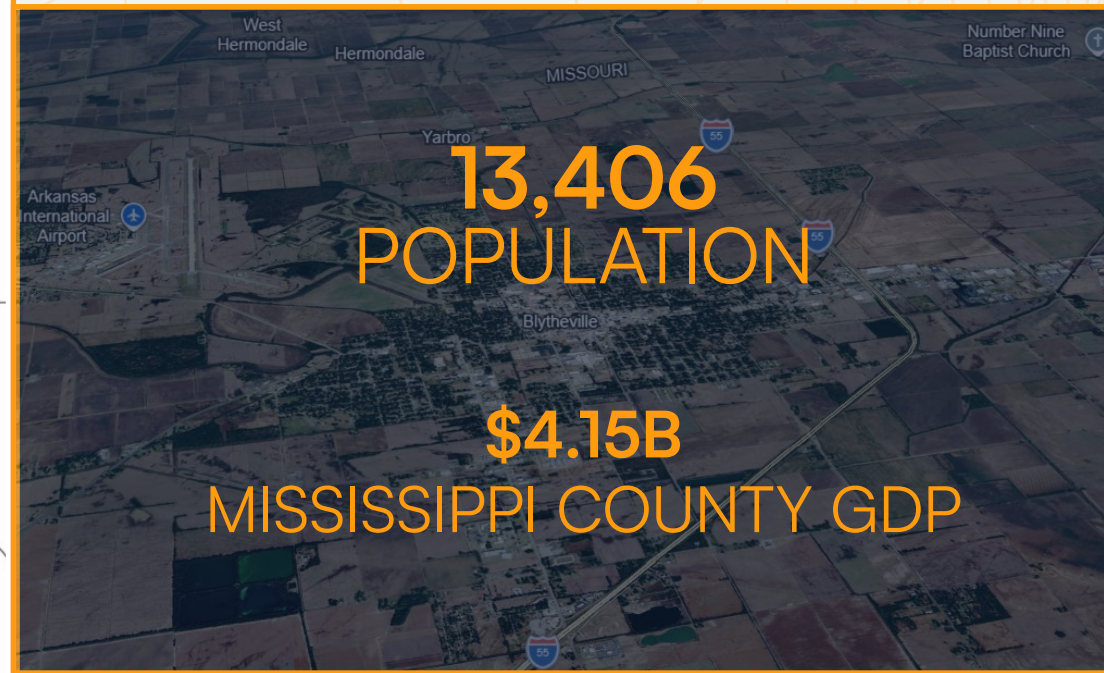 West
Hermondale
Hermondale
Number Nine
Baptist Church
MISSOURI
Yarbro
55
13,406
POPULATION
Arkansas
International
Airport
55
Blytheville
$4.15B
MISSISSIPPI COUNTY GDP
55